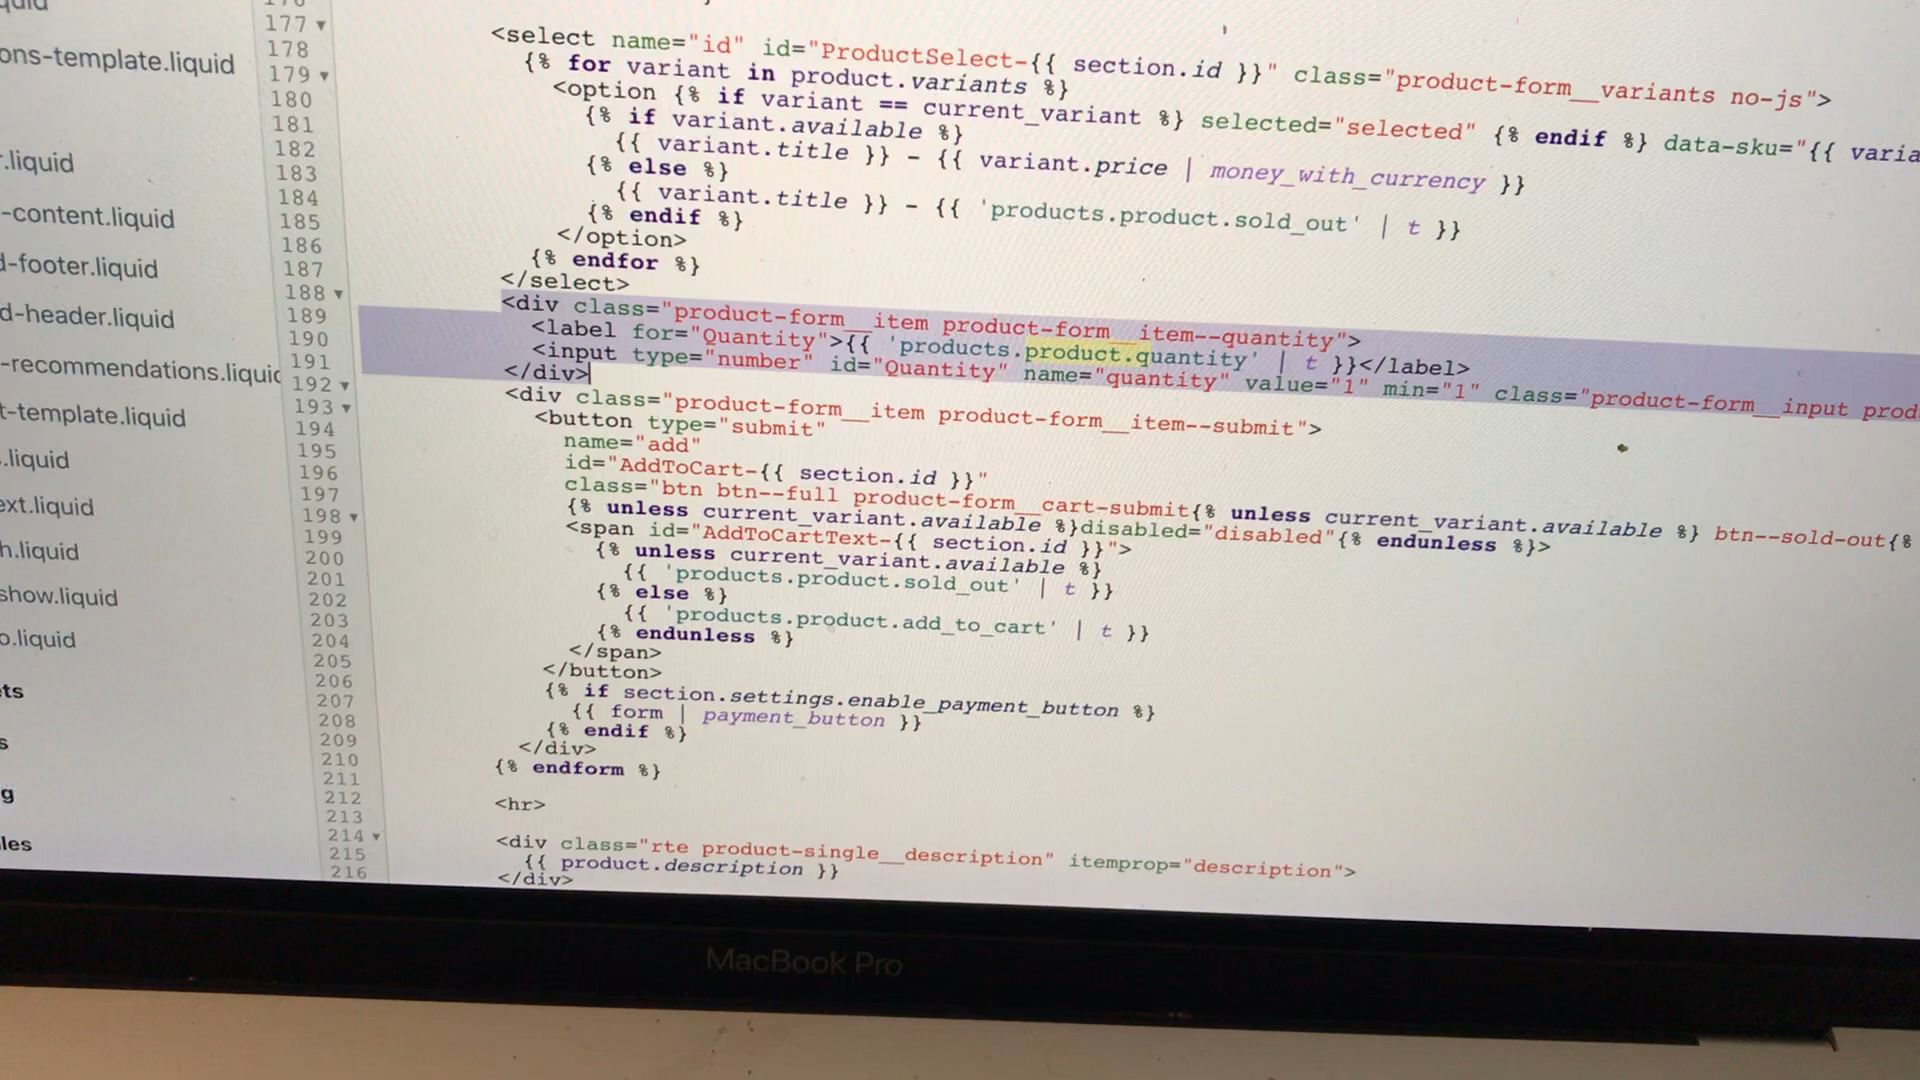 177
178
179
180
181
182
183
184
185
186
187
188
189
190
191
192
193
194
195
196
197
198
199
200
201
202
203
204
205
206
207
208
209
210
211
212
213
214
215
216
ons-template.liquid
.liquid
-content.liquid
d-footer.liquid
d-header.liquid
-recommendations.liquid
t-template.liquid
.liquid
ext.liquid
h.liquid
show.liquid
o.liquid
ts
s
g
les
<select name="id" id="ProductSelect-{{ section.id }}" class="product-form__variants no-js">
{% for variant in product.variants %}
<option {% if variant == current_variant %} selected="selected" {% endif %} data-sku="{{ varia
{% if variant.available %}
{{ variant.title }} - {{ variant.price | money_with_currency }}
{% else %}
{{ variant.title }} - {{ 'products.product.sold_out' | t }}
{% endif %}
</option>
{% endfor %}
</select>
<div class="product-form__item product-form__item--quantity">
<label for="Quantity">{{ 'products.product.quantity' | t }}</label>
<input type="number" id="Quantity" name="quantity" value="1" min="1" class="product-form__input prod
</div>
<div class="product-form__item product-form__item--submit">
<button type="submit"
name="add"
id="AddToCart-{{ section.id }}"
class="btn btn--full product-form__cart-submit{% unless current_variant.available %} btn--sold-out{%
{% unless current_variant.available %}disabled="disabled"{% endunless %}>
<span id="AddToCartText-{{ section.id }}">
{% unless current_variant.available %}
{{ 'products.product.sold_out' | t }}
{% else %}
{{ 'products.product.add_to_cart' | t }}
{% endunless %}
</span>
</button>
{% if section.settings.enable_payment_button %}
{{ form | payment_button }}
{% endif %}
</div>
{% endform %}
<hr>
<div class="rte product-single__description" itemprop="description">
{{ product.description }}
</div>
MacBook Pro